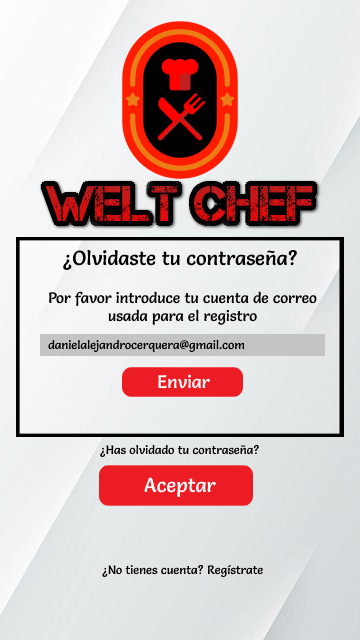 WELT CHEF
¿Olvidaste tu contraseña?
Por favor introduce tu cuenta de correo
usada para el registro
danielalejandrocerquera@gmail.com
Enviar
¿Has olvidado tu contraseña?
Aceptar
¿No tienes cuenta? Regístrate